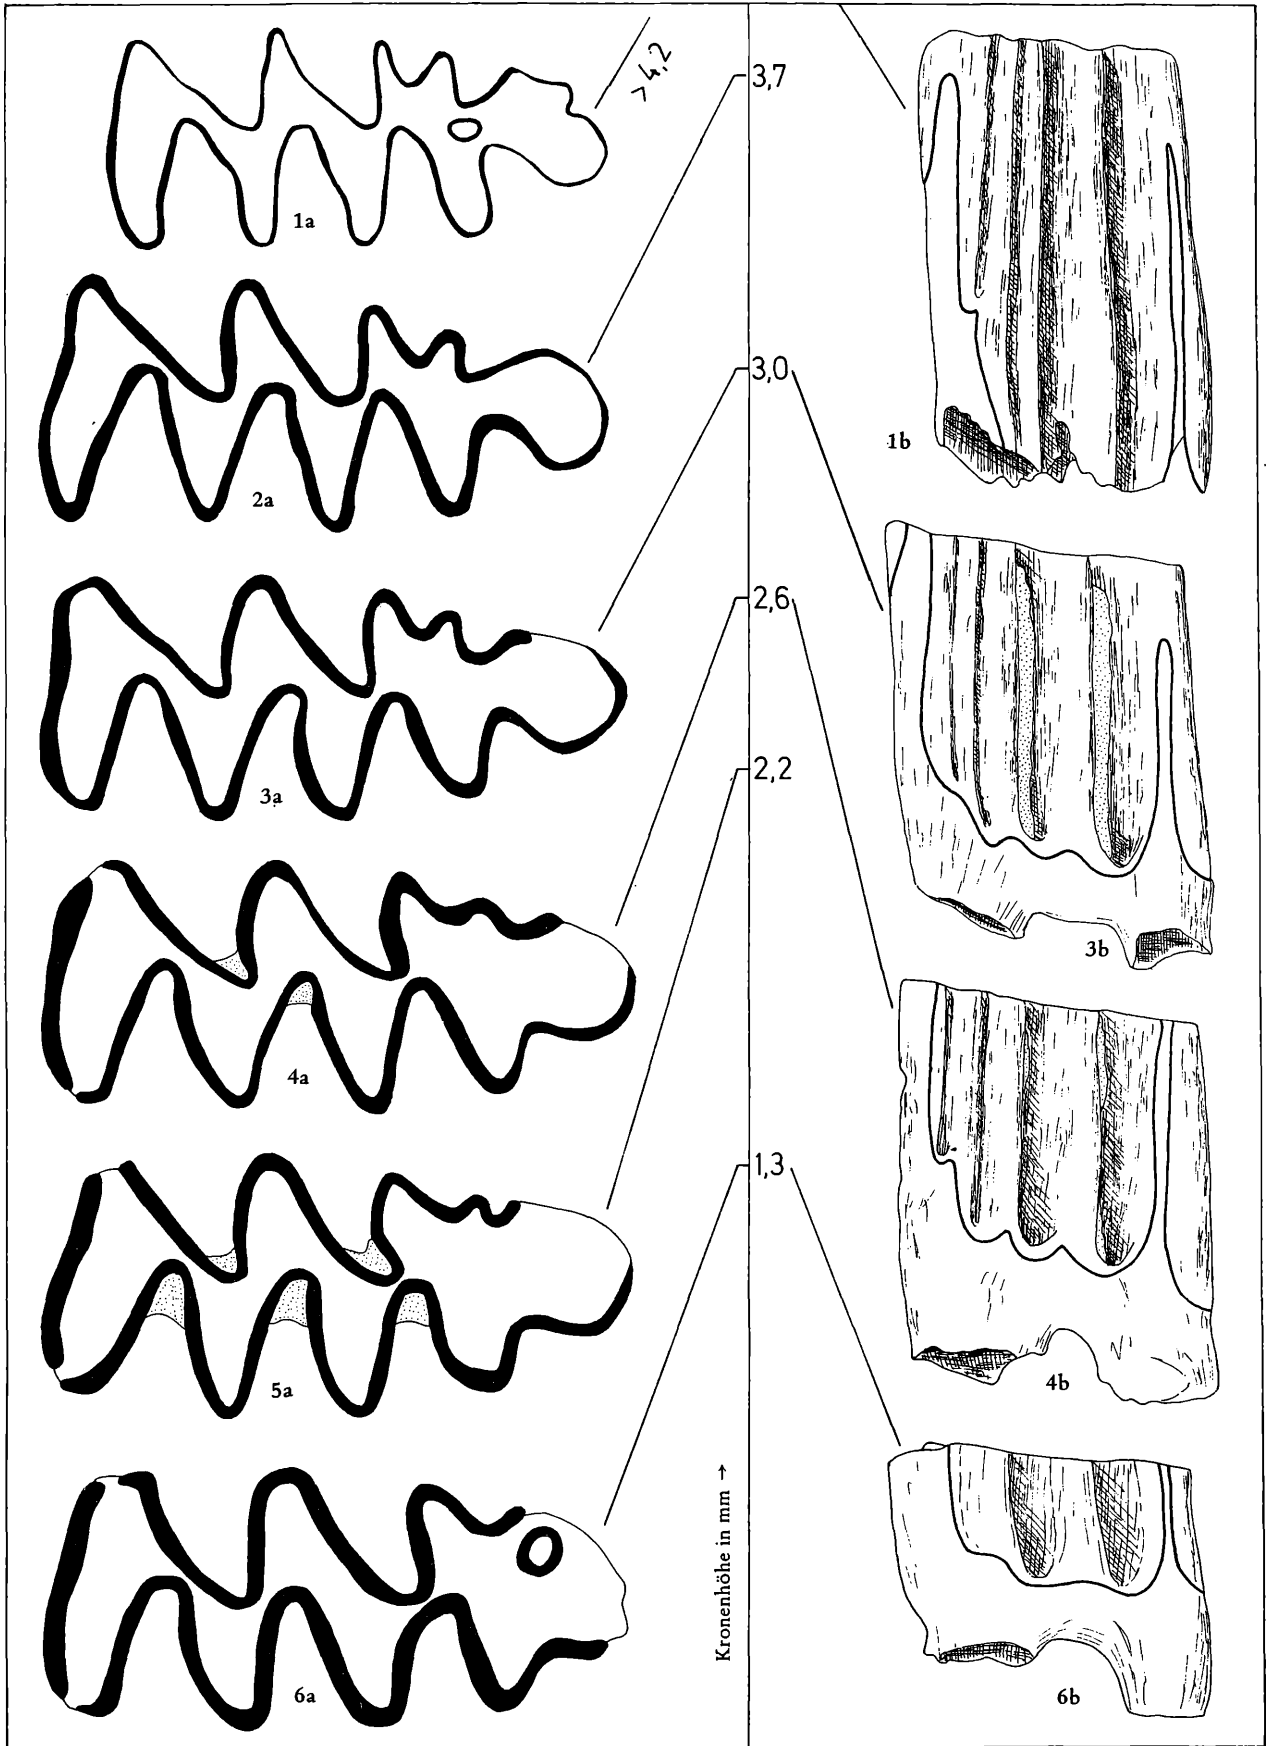 > 4,2
3,7
1a
1b
3,0
2a
2,6
3a
3b
2,2
4a
4b
1,3
5a
Kronenhöhe in mm →
6a
6b